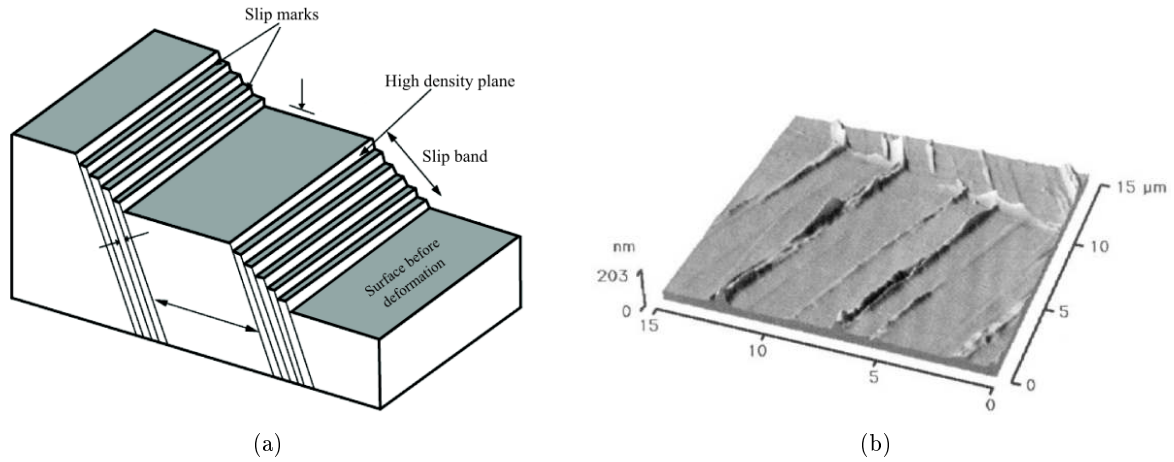 Slip marks
High density plane
Slip band
Surface before
deformation
(a)
nm
203
0
15
10
5
0
15 μm
10
5
0
(b)